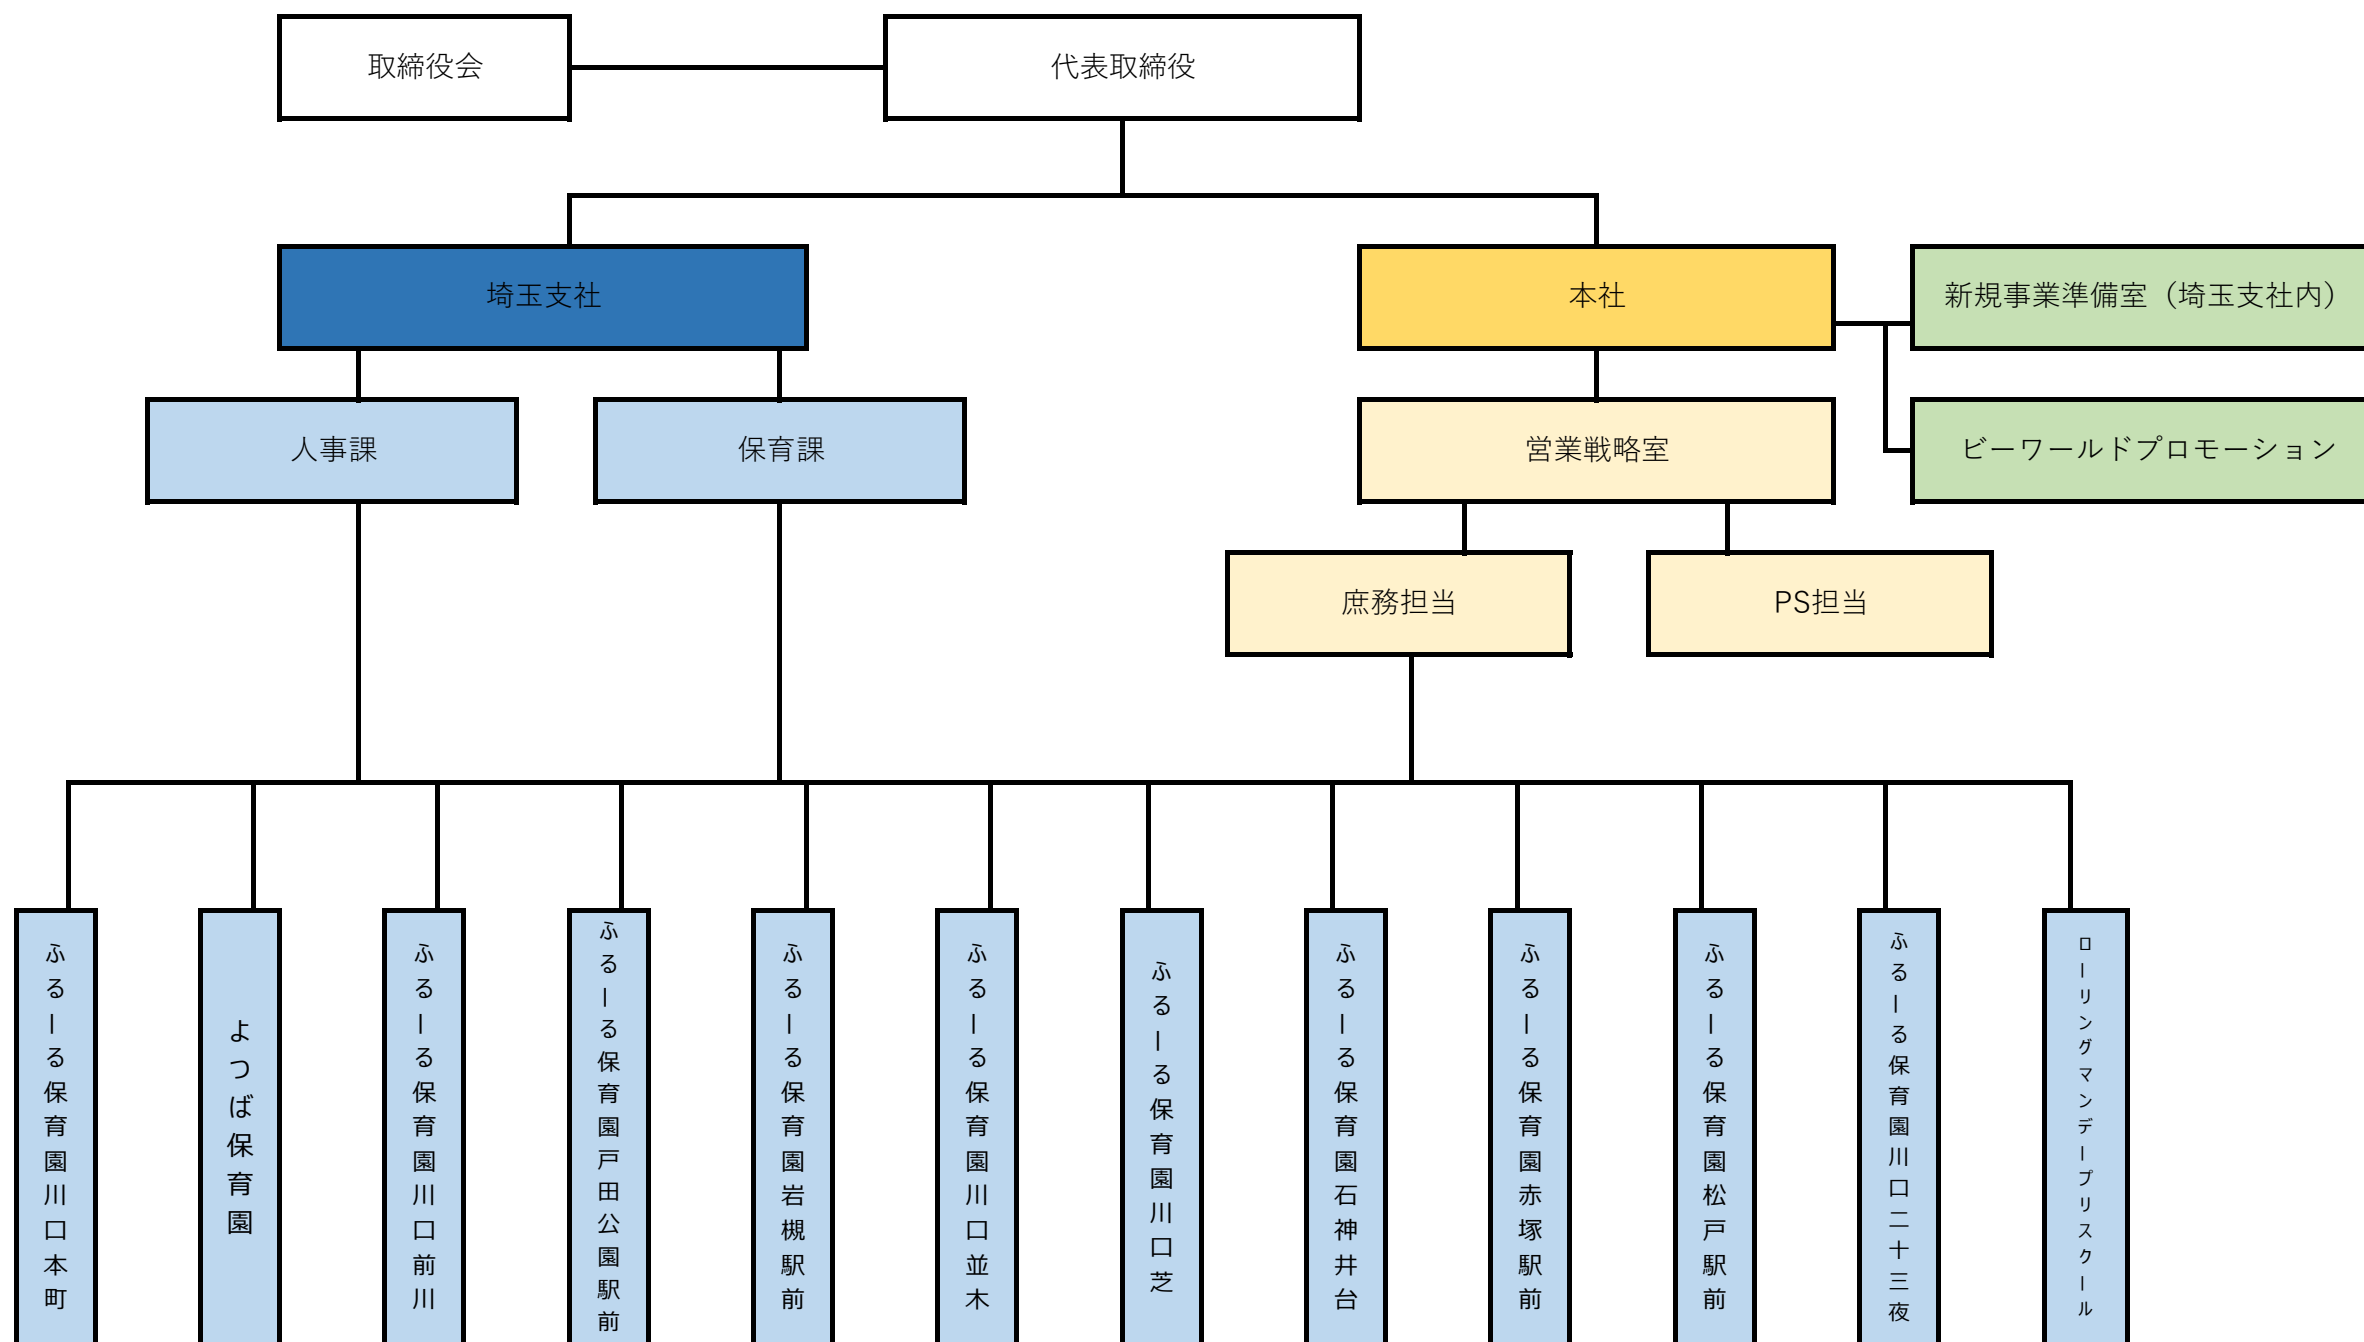 取締役会
代表取締役
埼玉支社
本社
新規事業準備室（埼玉支社内）
人事課
保育課
営業戦略室
ビーワールドプロモーション
庶務担当
PS担当
ふるーる保育園川口本町
よつば保育園
ふるーる保育園川口前川
ふるーる保育園戸田公園駅前
ふるーる保育園岩槻駅前
ふるーる保育園川口並木
ふるーる保育園川口芝
ふるーる保育園石神井台
ふるーる保育園赤塚駅前
ふるーる保育園松戸駅前
ふるーる保育園川口二十三夜
ローリングマンデープリスクール